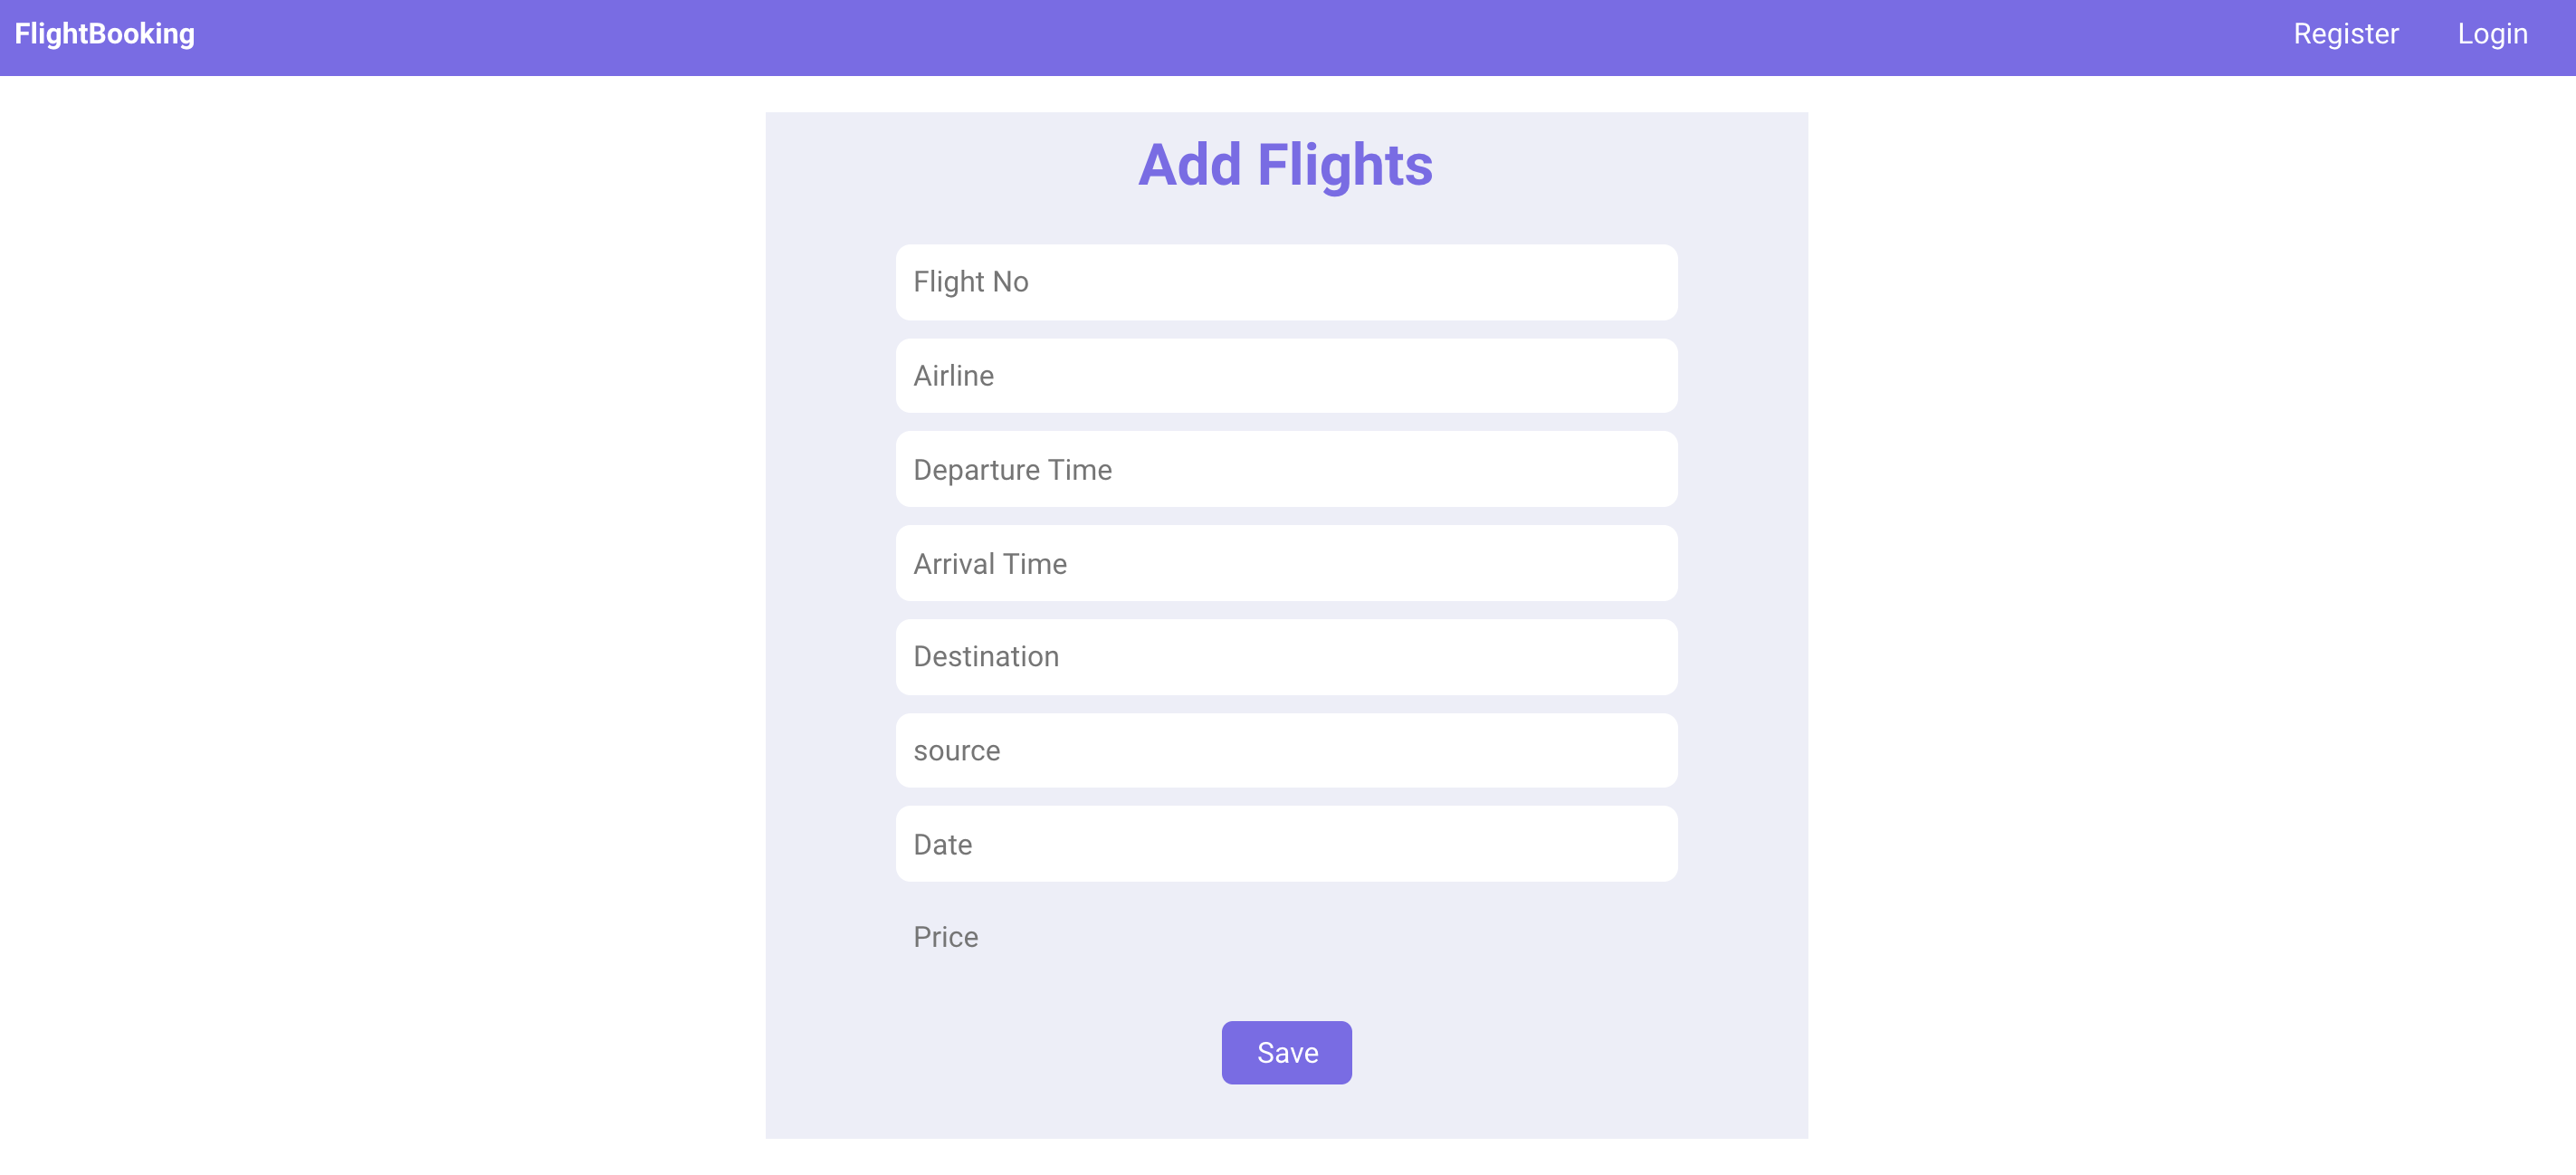 FlightBooking Register Login
Add Flights
Flight No
Airline
Departure Time
Arrival Time
Destination
source
Date
Price
Save